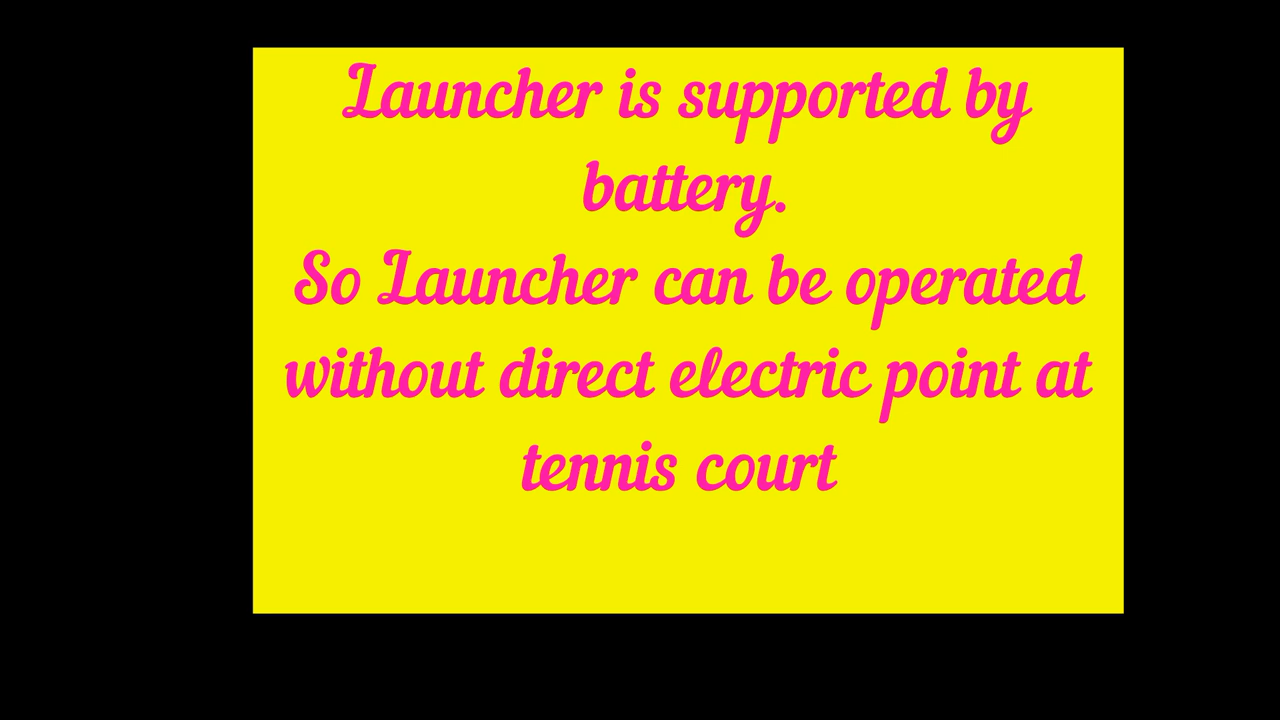 Launcher is supported by
battery.
So Launcher can be operated
without direct electric point at
tennis court